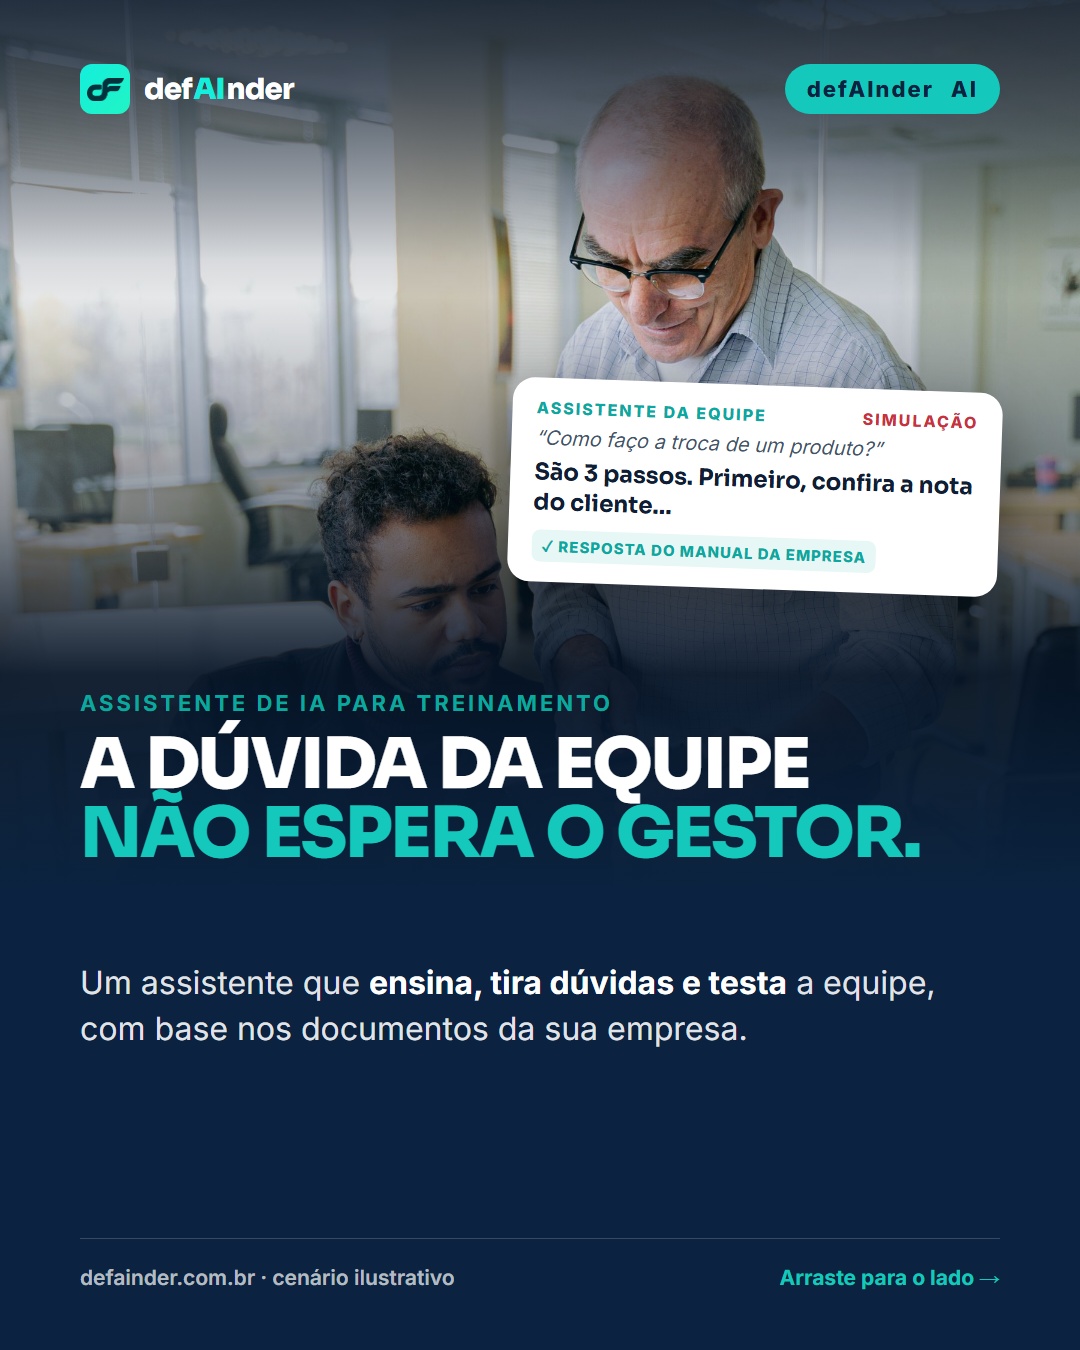 defAInder
defAInder AI
ASSISTENTE DA EQUIPE
SIMULAÇÃO
“Como faço a troca de um produto?”
São 3 passos. Primeiro, confira a nota
do cliente...
✓ RESPOSTA DO MANUAL DA EMPRESA
ASSISTENTE DE IA PARA TREINAMENTO
A DÚVIDA DA EQUIPE
NÃO ESPERA O GESTOR.
Um assistente que ensina, tira dúvidas e testa a equipe,
com base nos documentos da sua empresa.
defainder.com.br · cenário ilustrativo
Arraste para o lado →